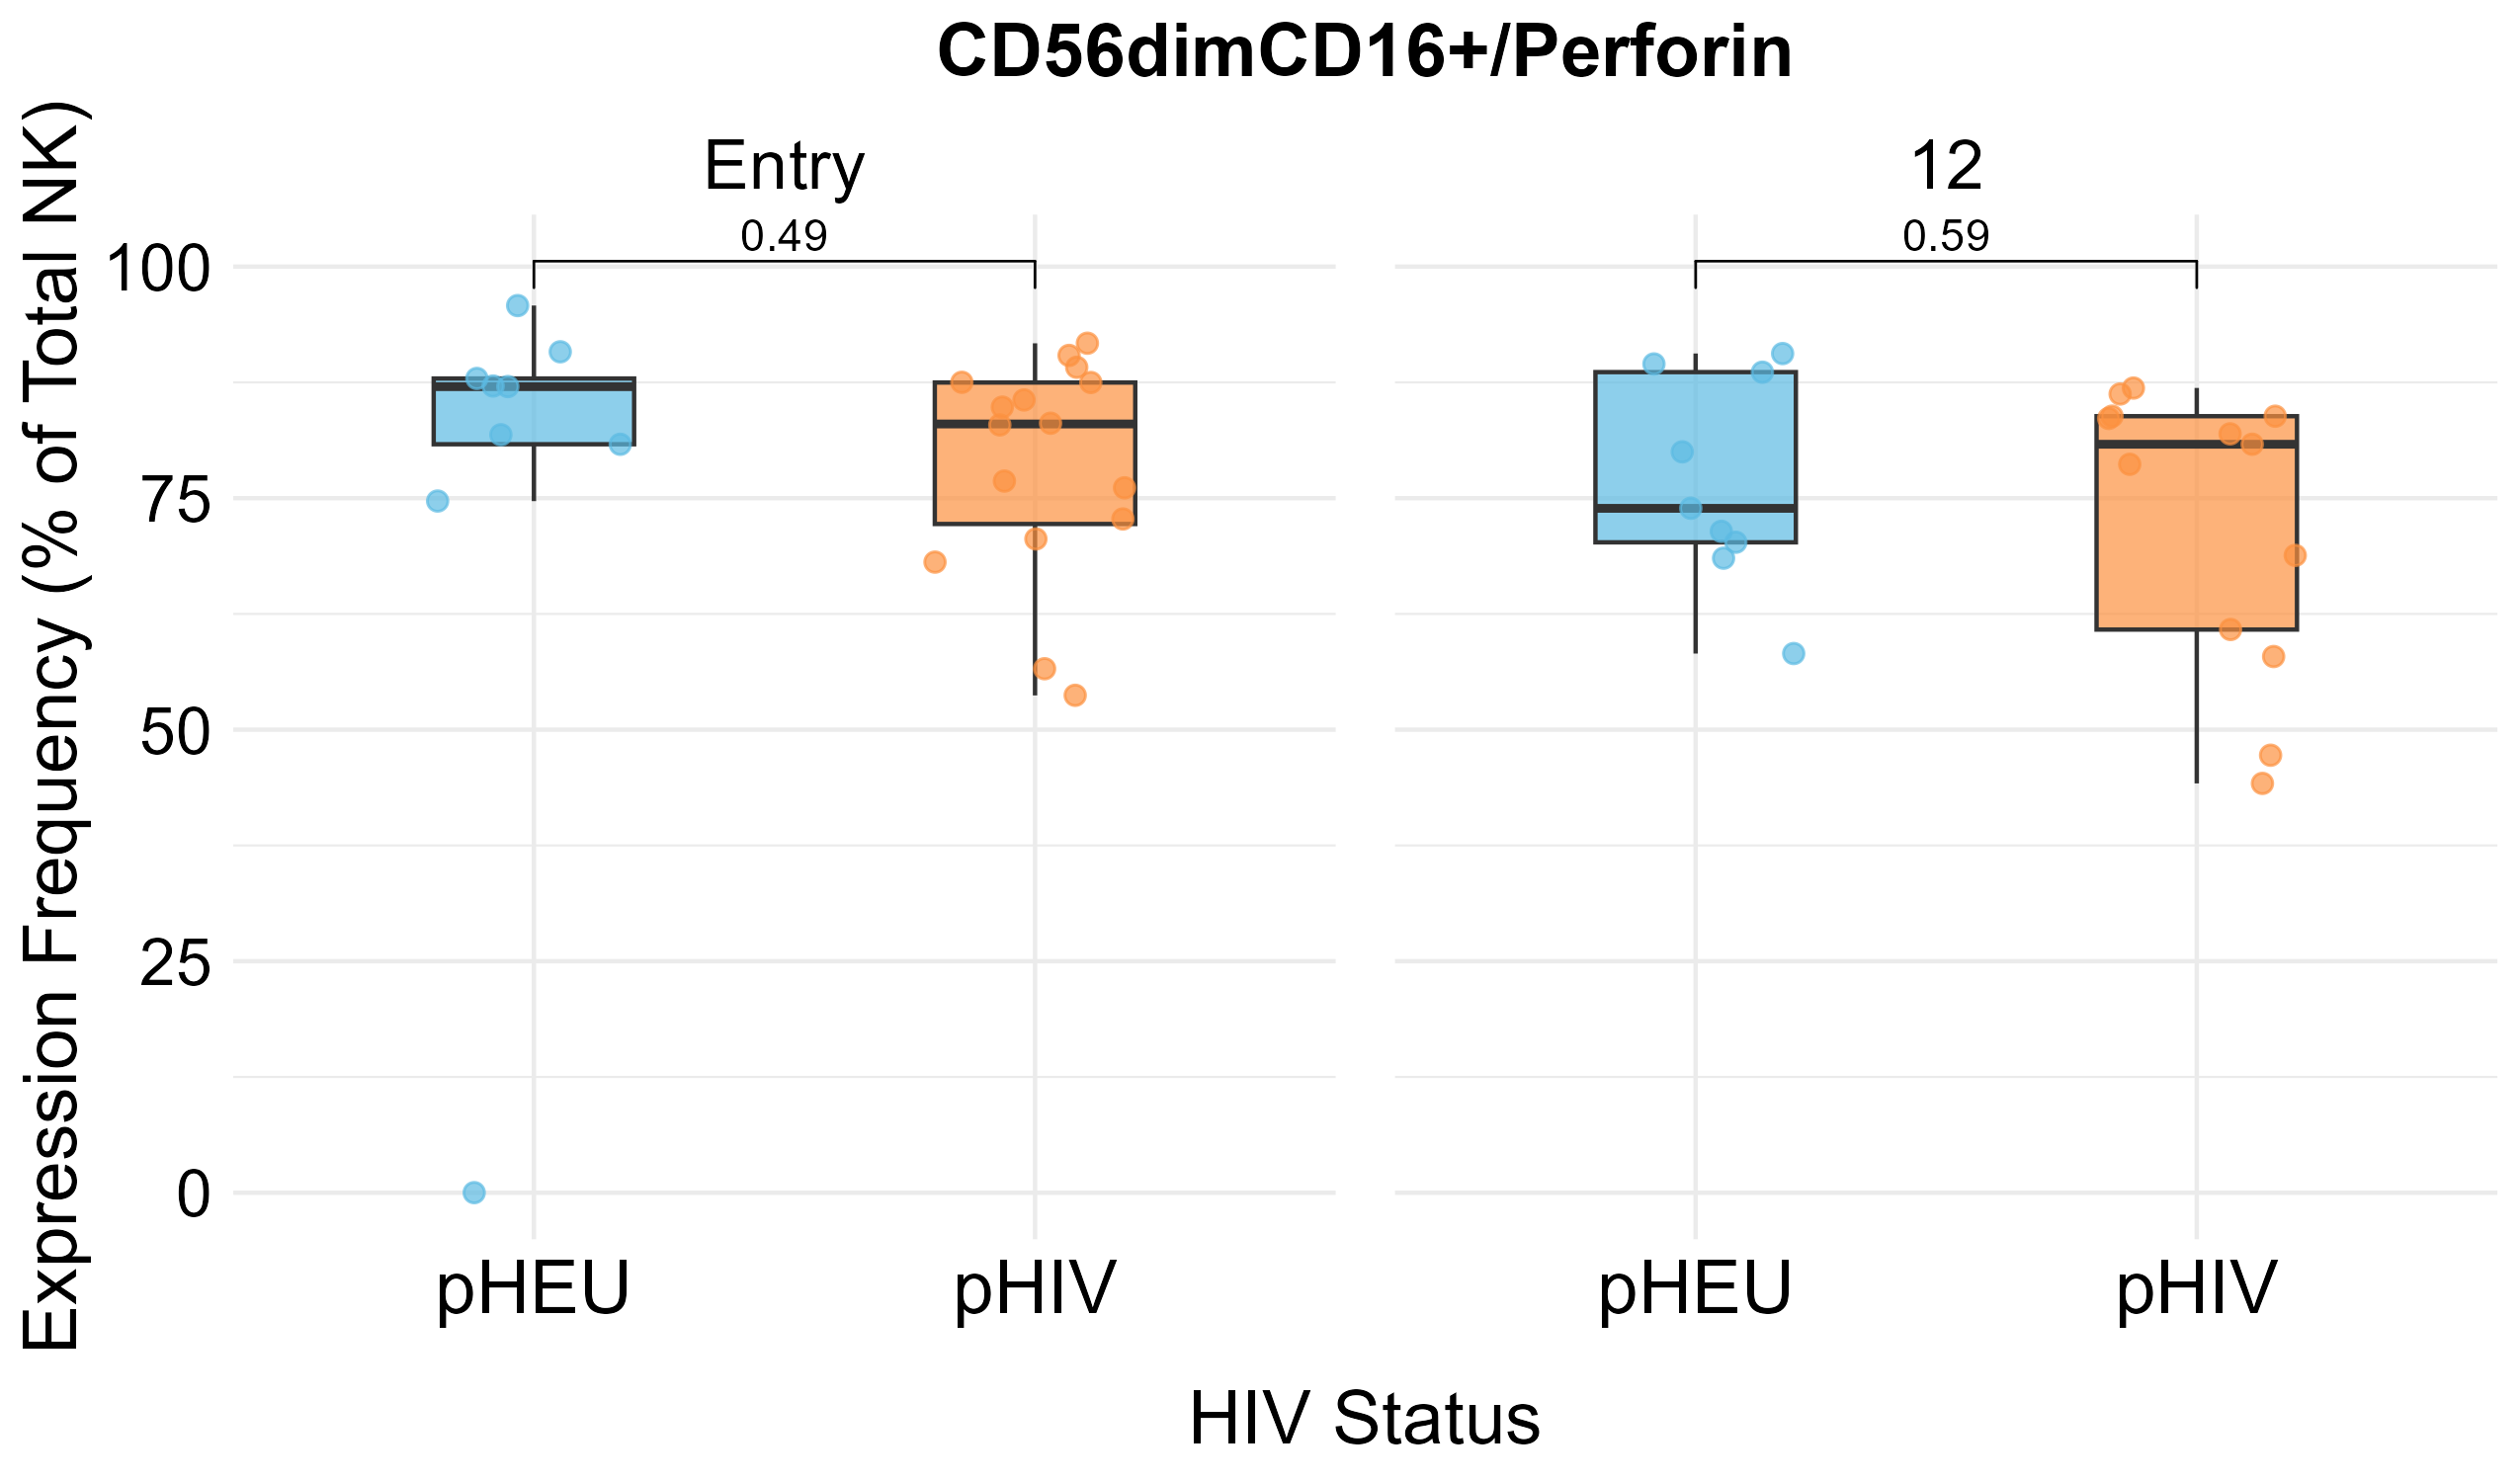 CD56dimCD16+/Perforin
Entry
12
0.49
0.59
Expression Frequency (% of Total NK)
100
75
50
25
0
pHEU
pHIV
pHEU
pHIV
HIV Status